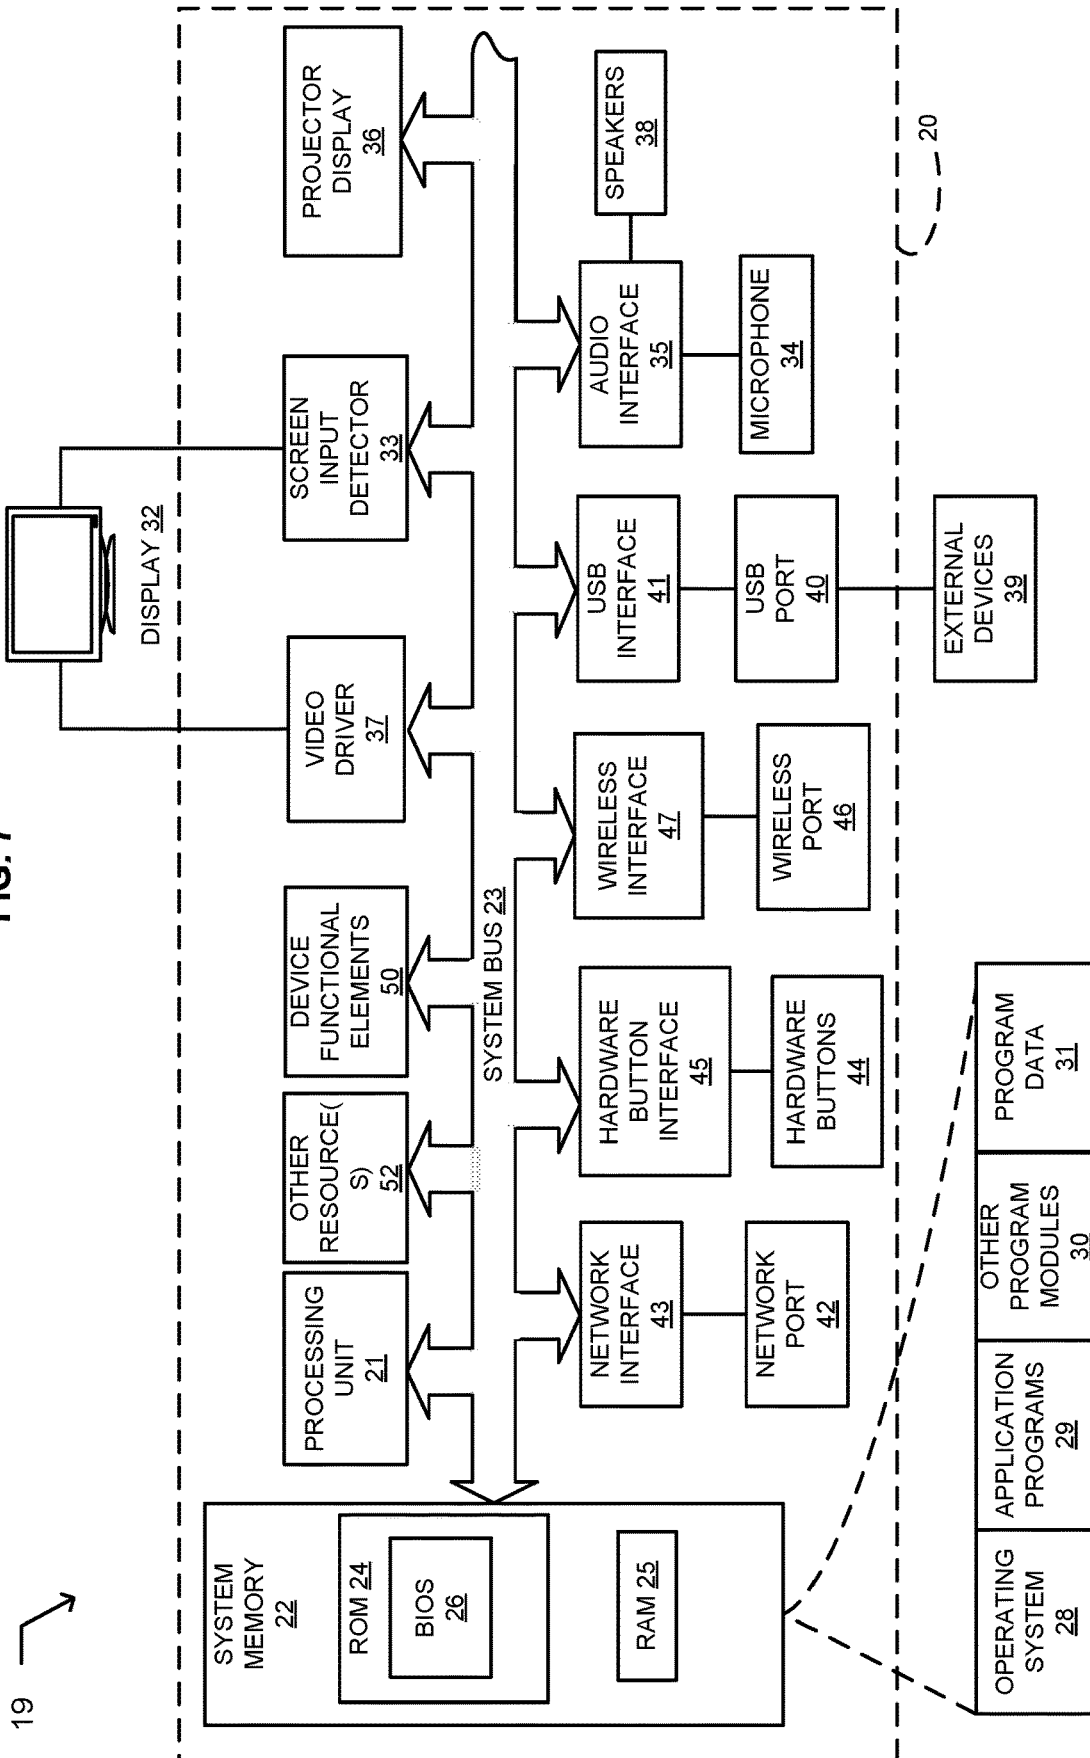 19
FIG. 7
DISPLAY 32
SYSTEM
MEMORY
22
ROM 24
BIOS
26
RAM 25
PROCESSING
UNIT
21
OTHER
RESOURCE(
S)
52
DEVICE
FUNCTIONAL
ELEMENTS
50
VIDEO
DRIVER
37
SCREEN
INPUT
DETECTOR
33
PROJECTOR
DISPLAY
36
SYSTEM BUS 23
NETWORK
INTERFACE
43
HARDWARE
BUTTON
INTERFACE
45
WIRELESS
INTERFACE
47
USB
INTERFACE
41
AUDIO
INTERFACE
35
SPEAKERS
38
NETWORK
PORT
42
HARDWARE
BUTTONS
44
WIRELESS
PORT
46
USB
PORT
40
MICROPHONE
34
20
EXTERNAL
DEVICES
39
OPERATING
SYSTEM
28
APPLICATION
PROGRAMS
29
OTHER
PROGRAM
MODULES
30
PROGRAM
DATA
31